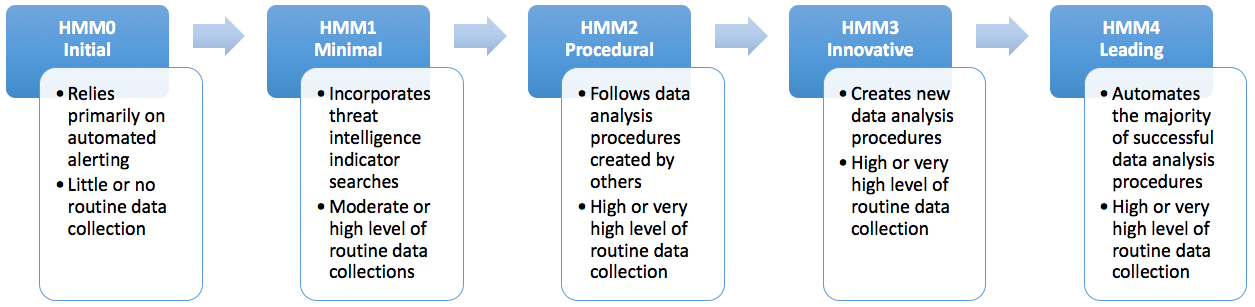 HMM0
Initial
• Relies
primarily on
automated
alerting
• Little or no
routine data
collection
HMM1
Minimal
• Incorporates
threat
intelligence
indicator
searches
• Moderate or
high level of
routine data
collections
HMM2
Procedural
• Follows data
analysis
procedures
created by
others
• High or very
high level of
routine data
collection
HMM3
Innovative
• Creates new
data analysis
procedures
• High or very
high level of
routine data
collection
HMM4
Leading
• Automates
the majority
of successful
data analysis
procedures
• High or very
high level of
routine data
collection